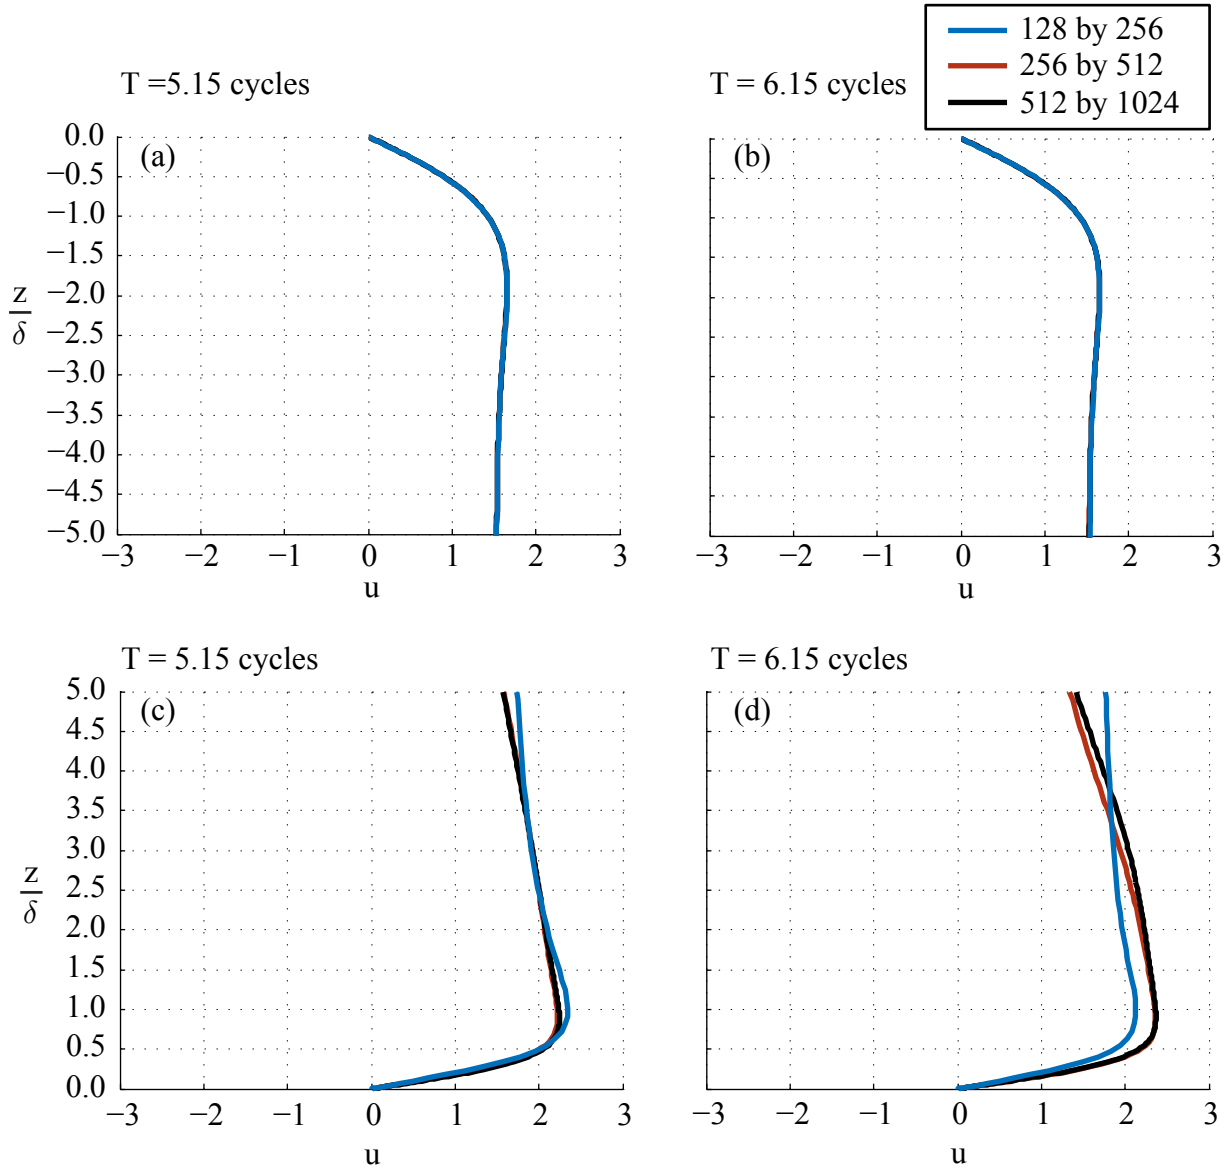 128 by 256
256 by 512
512 by 1024
T =5.15 cycles
T = 6.15 cycles
(a)
(b)
0.0
−0.5
−1.0
−1.5
−2.0
−2.5
−3.0
−3.5
−4.0
−4.5
−5.0
z
δ
−3 −2 −1 0 1 2 3
−3 −2 −1 0 1 2 3
u
u
T = 5.15 cycles
T = 6.15 cycles
(c)
(d)
5.0
4.5
4.0
3.5
3.0
2.5
2.0
1.5
1.0
0.5
0.0
z
δ
−3 −2 −1 0 1 2 3
−3 −2 −1 0 1 2 3
u
u